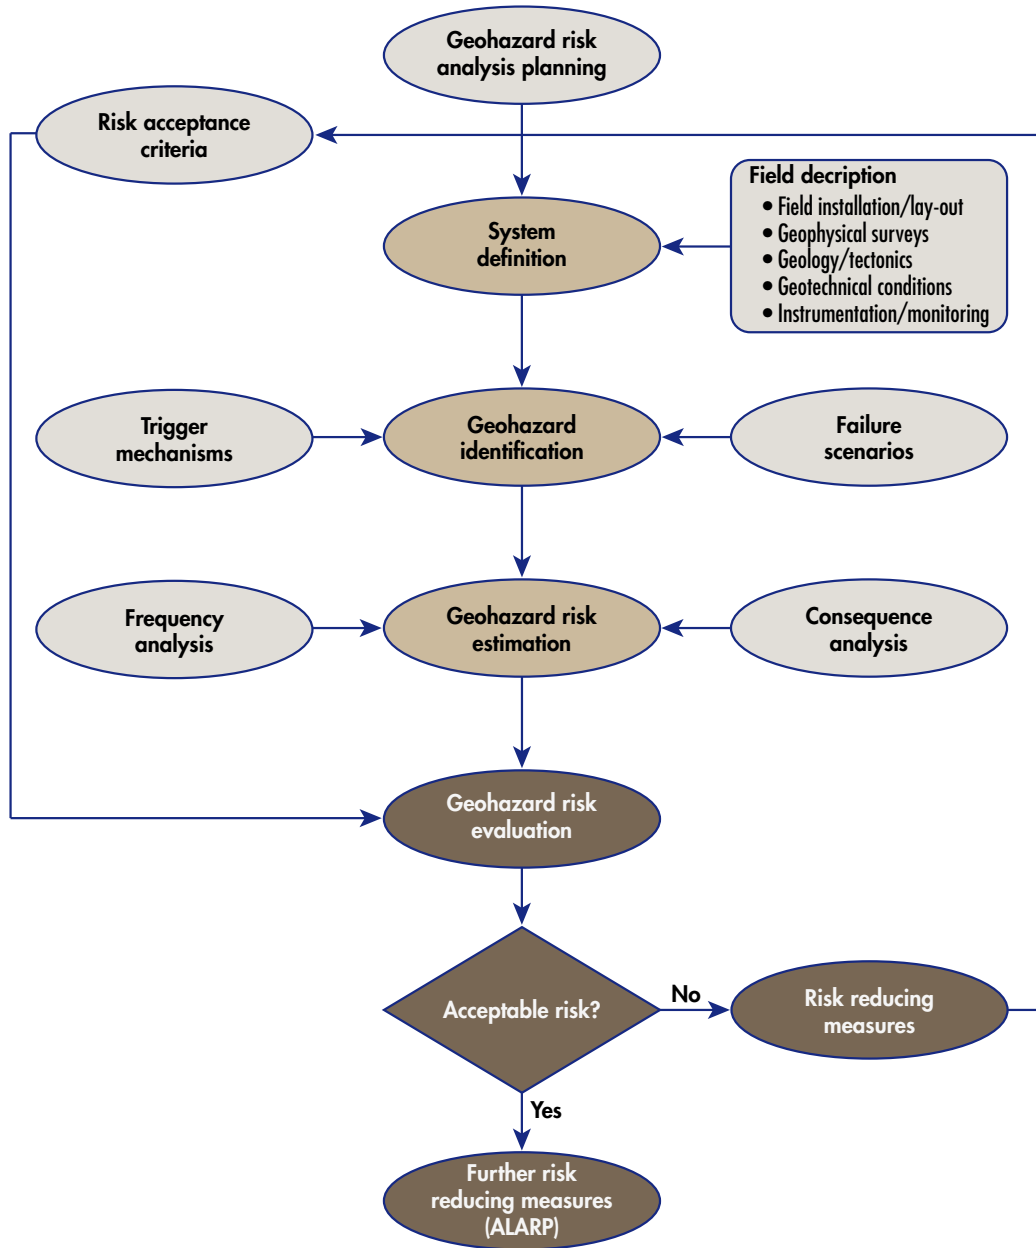 Geohazard risk
analysis planning
Risk acceptance
criteria
Field decription
• Field installation/lay-out
• Geophysical surveys
• Geology/tectonics
• Geotechnical conditions
• Instrumentation/monitoring
System
definition
Trigger
mechanisms
Geohazard
identification
Failure
scenarios
Frequency
analysis
Geohazard risk
estimation
Consequence
analysis
Geohazard risk
evaluation
Acceptable risk?
No
Risk reducing
measures
Yes
Further risk
reducing measures
(ALARP)